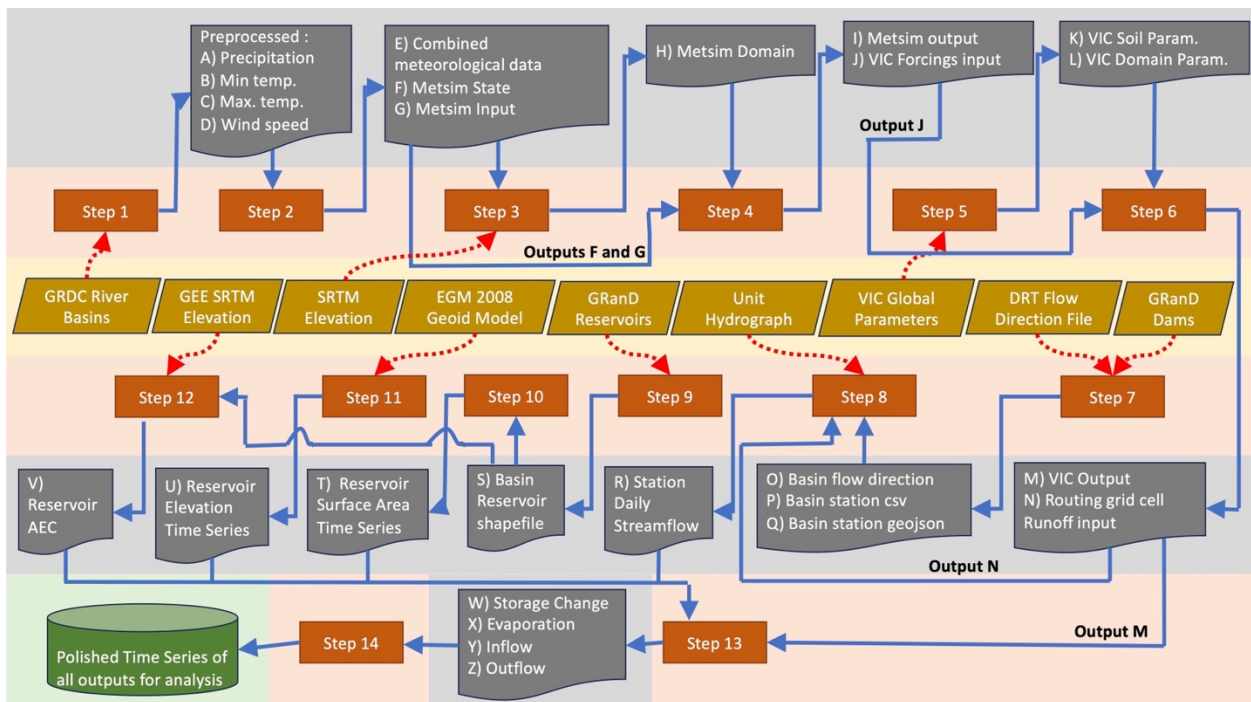 Preprocessed :
A) Precipitation
B) Min temp.
C) Max. temp.
D) Wind speed
E) Combined
meteorological data
F) Metsim State
G) Metsim Input
H) Metsim Domain
I) Metsim output
J) VIC Forcings input
K) VIC Soil Param.
L) VIC Domain Param.
Output J
Step 1
Step 2
Step 3
Step 4
Step 5
Step 6
Outputs F and G
GRDC River
Basins
GEE SRTM
Elevation
SRTM
Elevation
EGM 2008
Geoid Model
GRanD
Reservoirs
Unit
Hydrograph
VIC Global
Parameters
DRT Flow
Direction File
GRanD
Dams
Step 12
Step 11
Step 10
Step 9
Step 8
Step 7
V)
Reservoir
AEC
U) Reservoir
Elevation
Time Series
T) Reservoir
Surface Area
Time Series
S) Basin
Reservoir
shapefile
R) Station
Daily
Streamflow
O) Basin flow direction
P) Basin station csv
Q) Basin station geojson
M) VIC Output
N) Routing grid cell
Runoff input
Output N
Polished Time Series of
all outputs for analysis
Step 14
W) Storage Change
X) Evaporation
Y) Inflow
Z) Outflow
Step 13
Output M